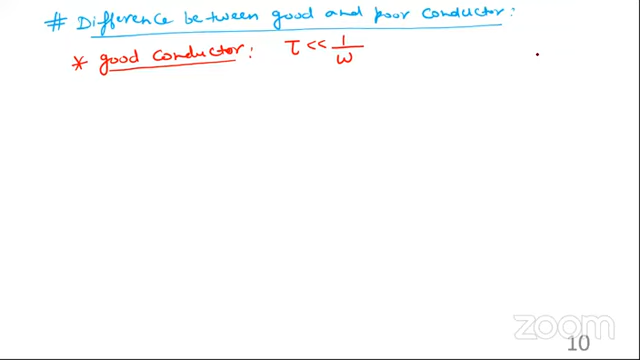 # Difference between good and poor conductor:
* good conductor: τ << 1/ω
10
zoom